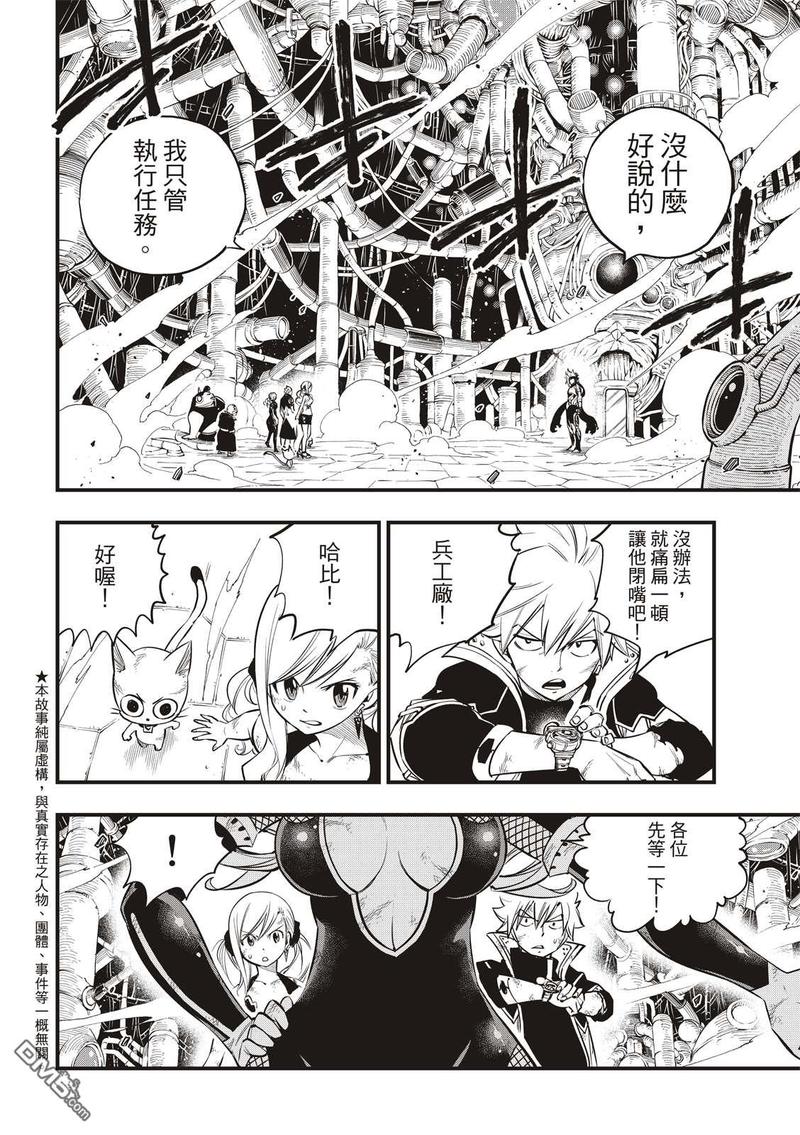 沒什麼
好說的，
我只管
執行任務。
沒辦法，
就痛扁一頓
讓他閉嘴吧！
兵工廠！
哈比！
好喔！
各位
先等一下！
！
★本故事純屬虛構，與真實存在之人物、團體、事件等一概無關
DM5.com